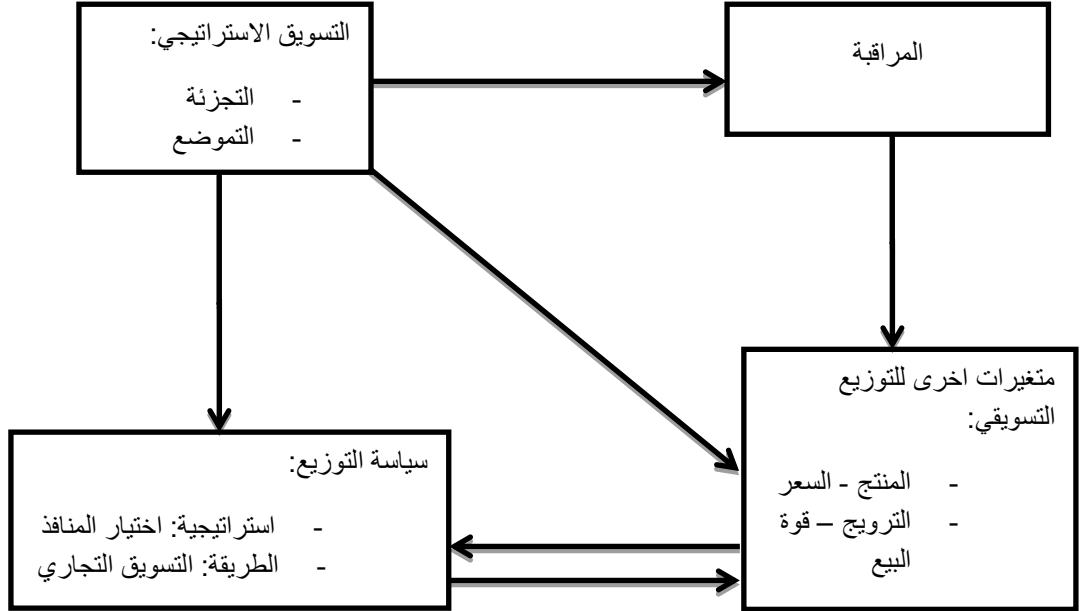 التسويق الاستراتيجي:
- التجزئة
- التموضع
المراقبة
متغيرات اخرى للتوزيع
التسويقي:
- المنتج - السعر
- الترويج – قوة
البيع
سياسة التوزيع:
- استراتيجية: اختيار المنافذ
- الطريقة: التسويق التجاري